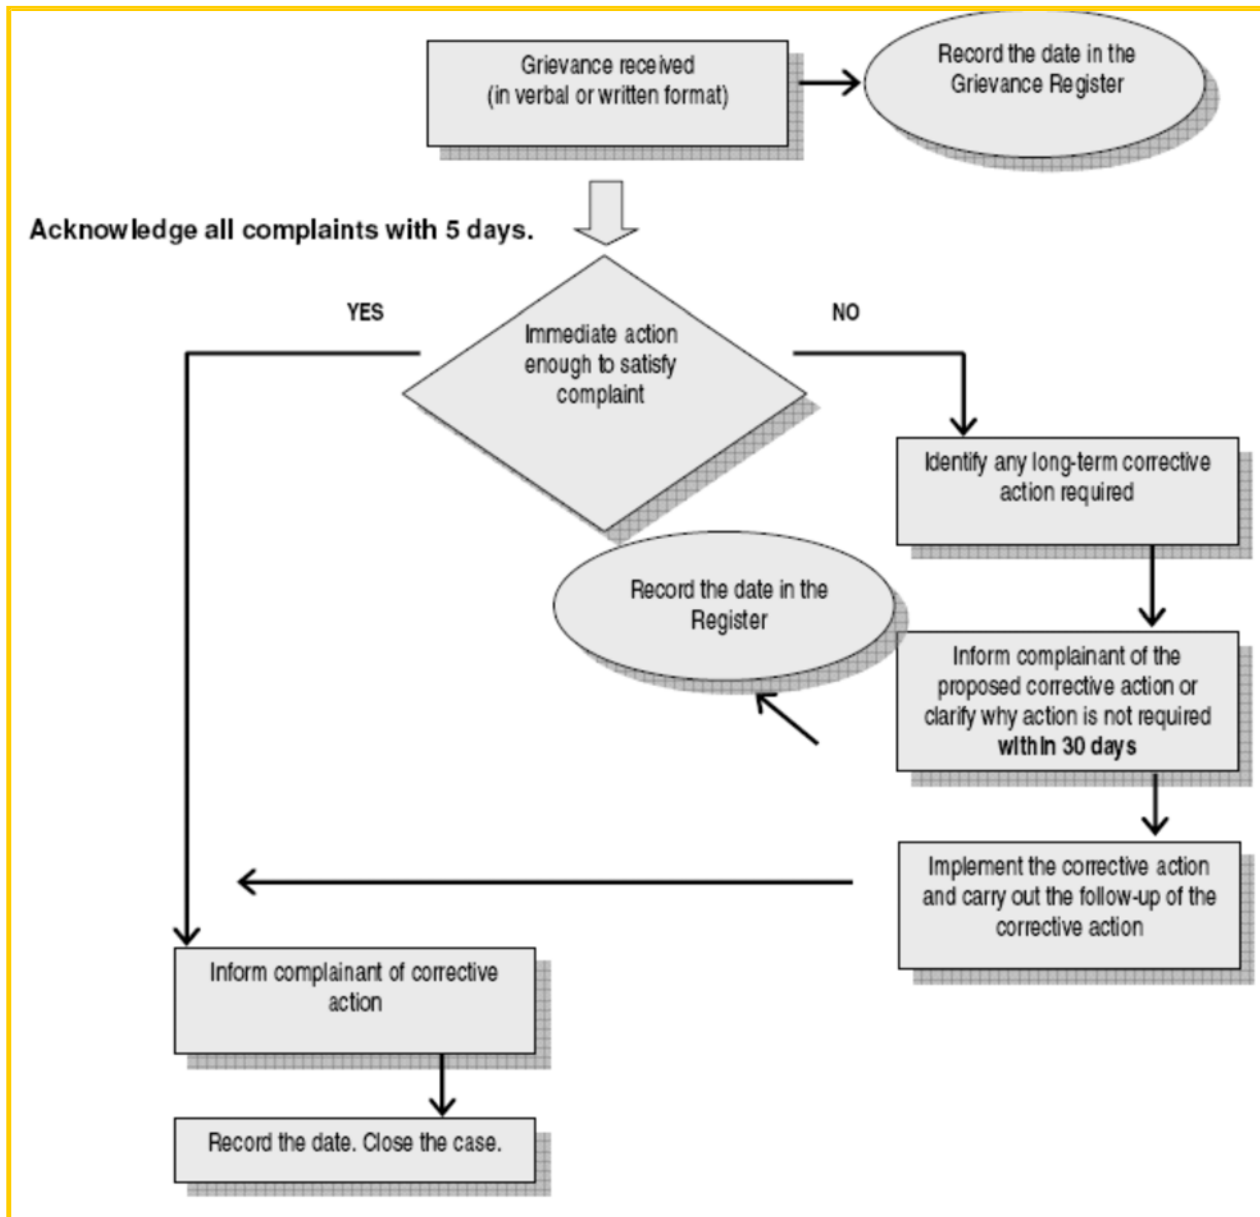 Grievance received
(in verbal or written format)
Record the date in the
Grievance Register
Acknowledge all complaints with 5 days.
YES
NO
Immediate action
enough to satisfy
complaint
Identify any long-term corrective
action required
Record the date in the
Register
Inform complainant of the
proposed corrective action or
clarify why action is not required
within 30 days
Implement the corrective action
and carry out the follow-up of the
corrective action
Inform complainant of corrective
action
Record the date. Close the case.